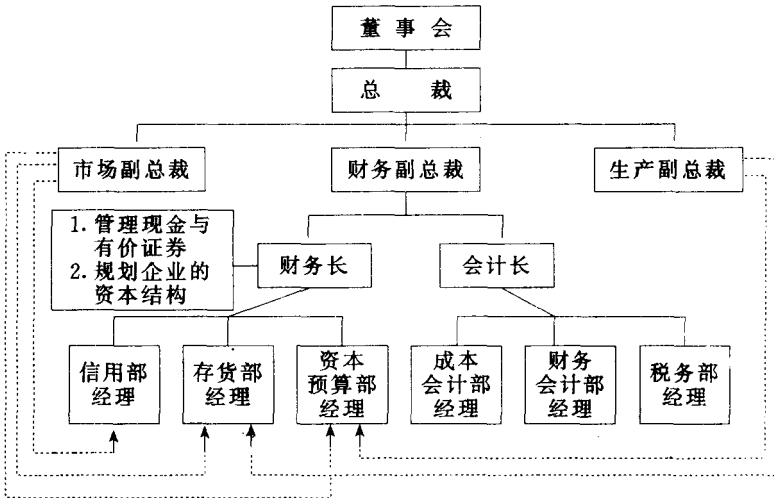 董事会
总裁
市场副总裁
财务副总裁
生产副总裁
1.管理现金与
有价证券
2.规划企业的
资本结构
财务长
会计长
信用部
经理
存货部
经理
资本
预算部
经理
成本
会计部
经理
财务
会计部
经理
税务部
经理